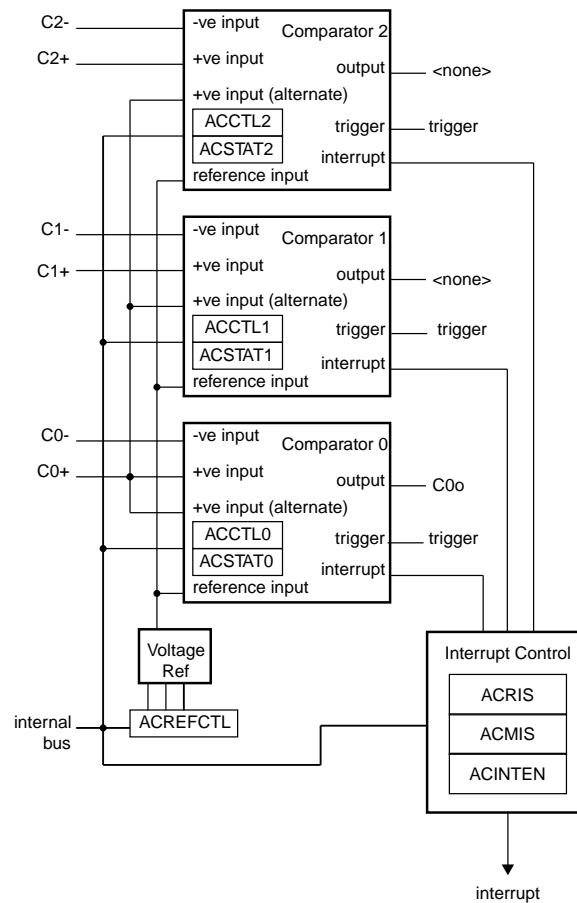 C2-
-ve input
Comparator 2
C2+
+ve input
output
<none>
+ve input (alternate)
ACCTL2
trigger
trigger
ACSTAT2
interrupt
reference input
C1-
-ve input
Comparator 1
C1+
+ve input
output
<none>
+ve input (alternate)
ACCTL1
trigger
trigger
ACSTAT1
interrupt
reference input
C0-
-ve input
Comparator 0
C0+
+ve input
output
C0o
+ve input (alternate)
ACCTL0
trigger
trigger
ACSTAT0
interrupt
reference input
Voltage
Ref
Interrupt Control
ACRIS
internal
bus
ACREFCTL
ACMIS
ACINTEN
interrupt